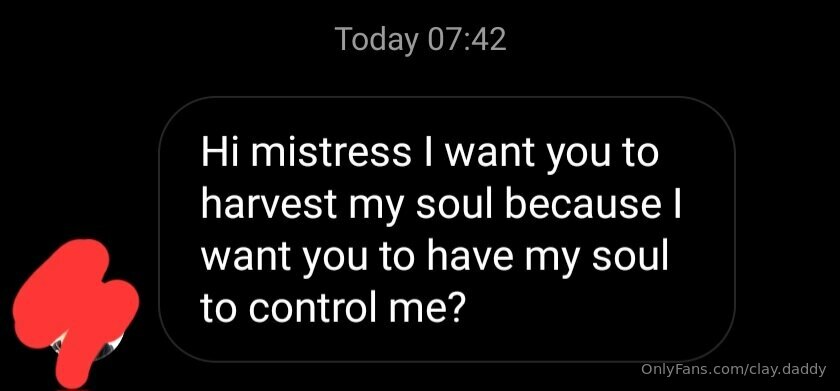 Today 07:42
Hi mistress I want you to
harvest my soul because I
want you to have my soul
to control me?
OnlyFans.com/clay.daddy